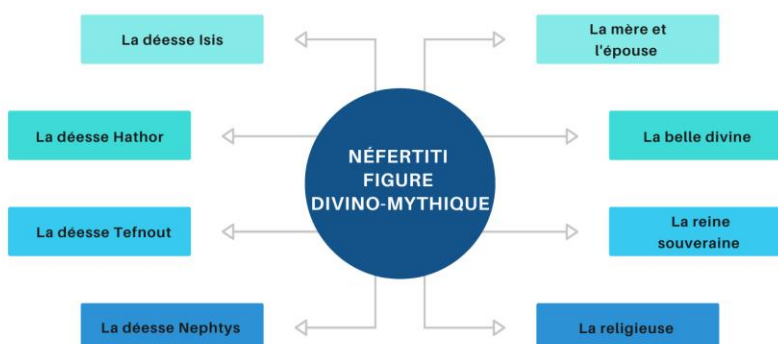 La déesse Isis
La mère et
l'épouse
La déesse Hathor
La belle divine
NÉFERTITI
FIGURE
DIVINO-MYTHIQUE
La déesse Tefnout
La reine
souveraine
La déesse Nephtys
La religieuse